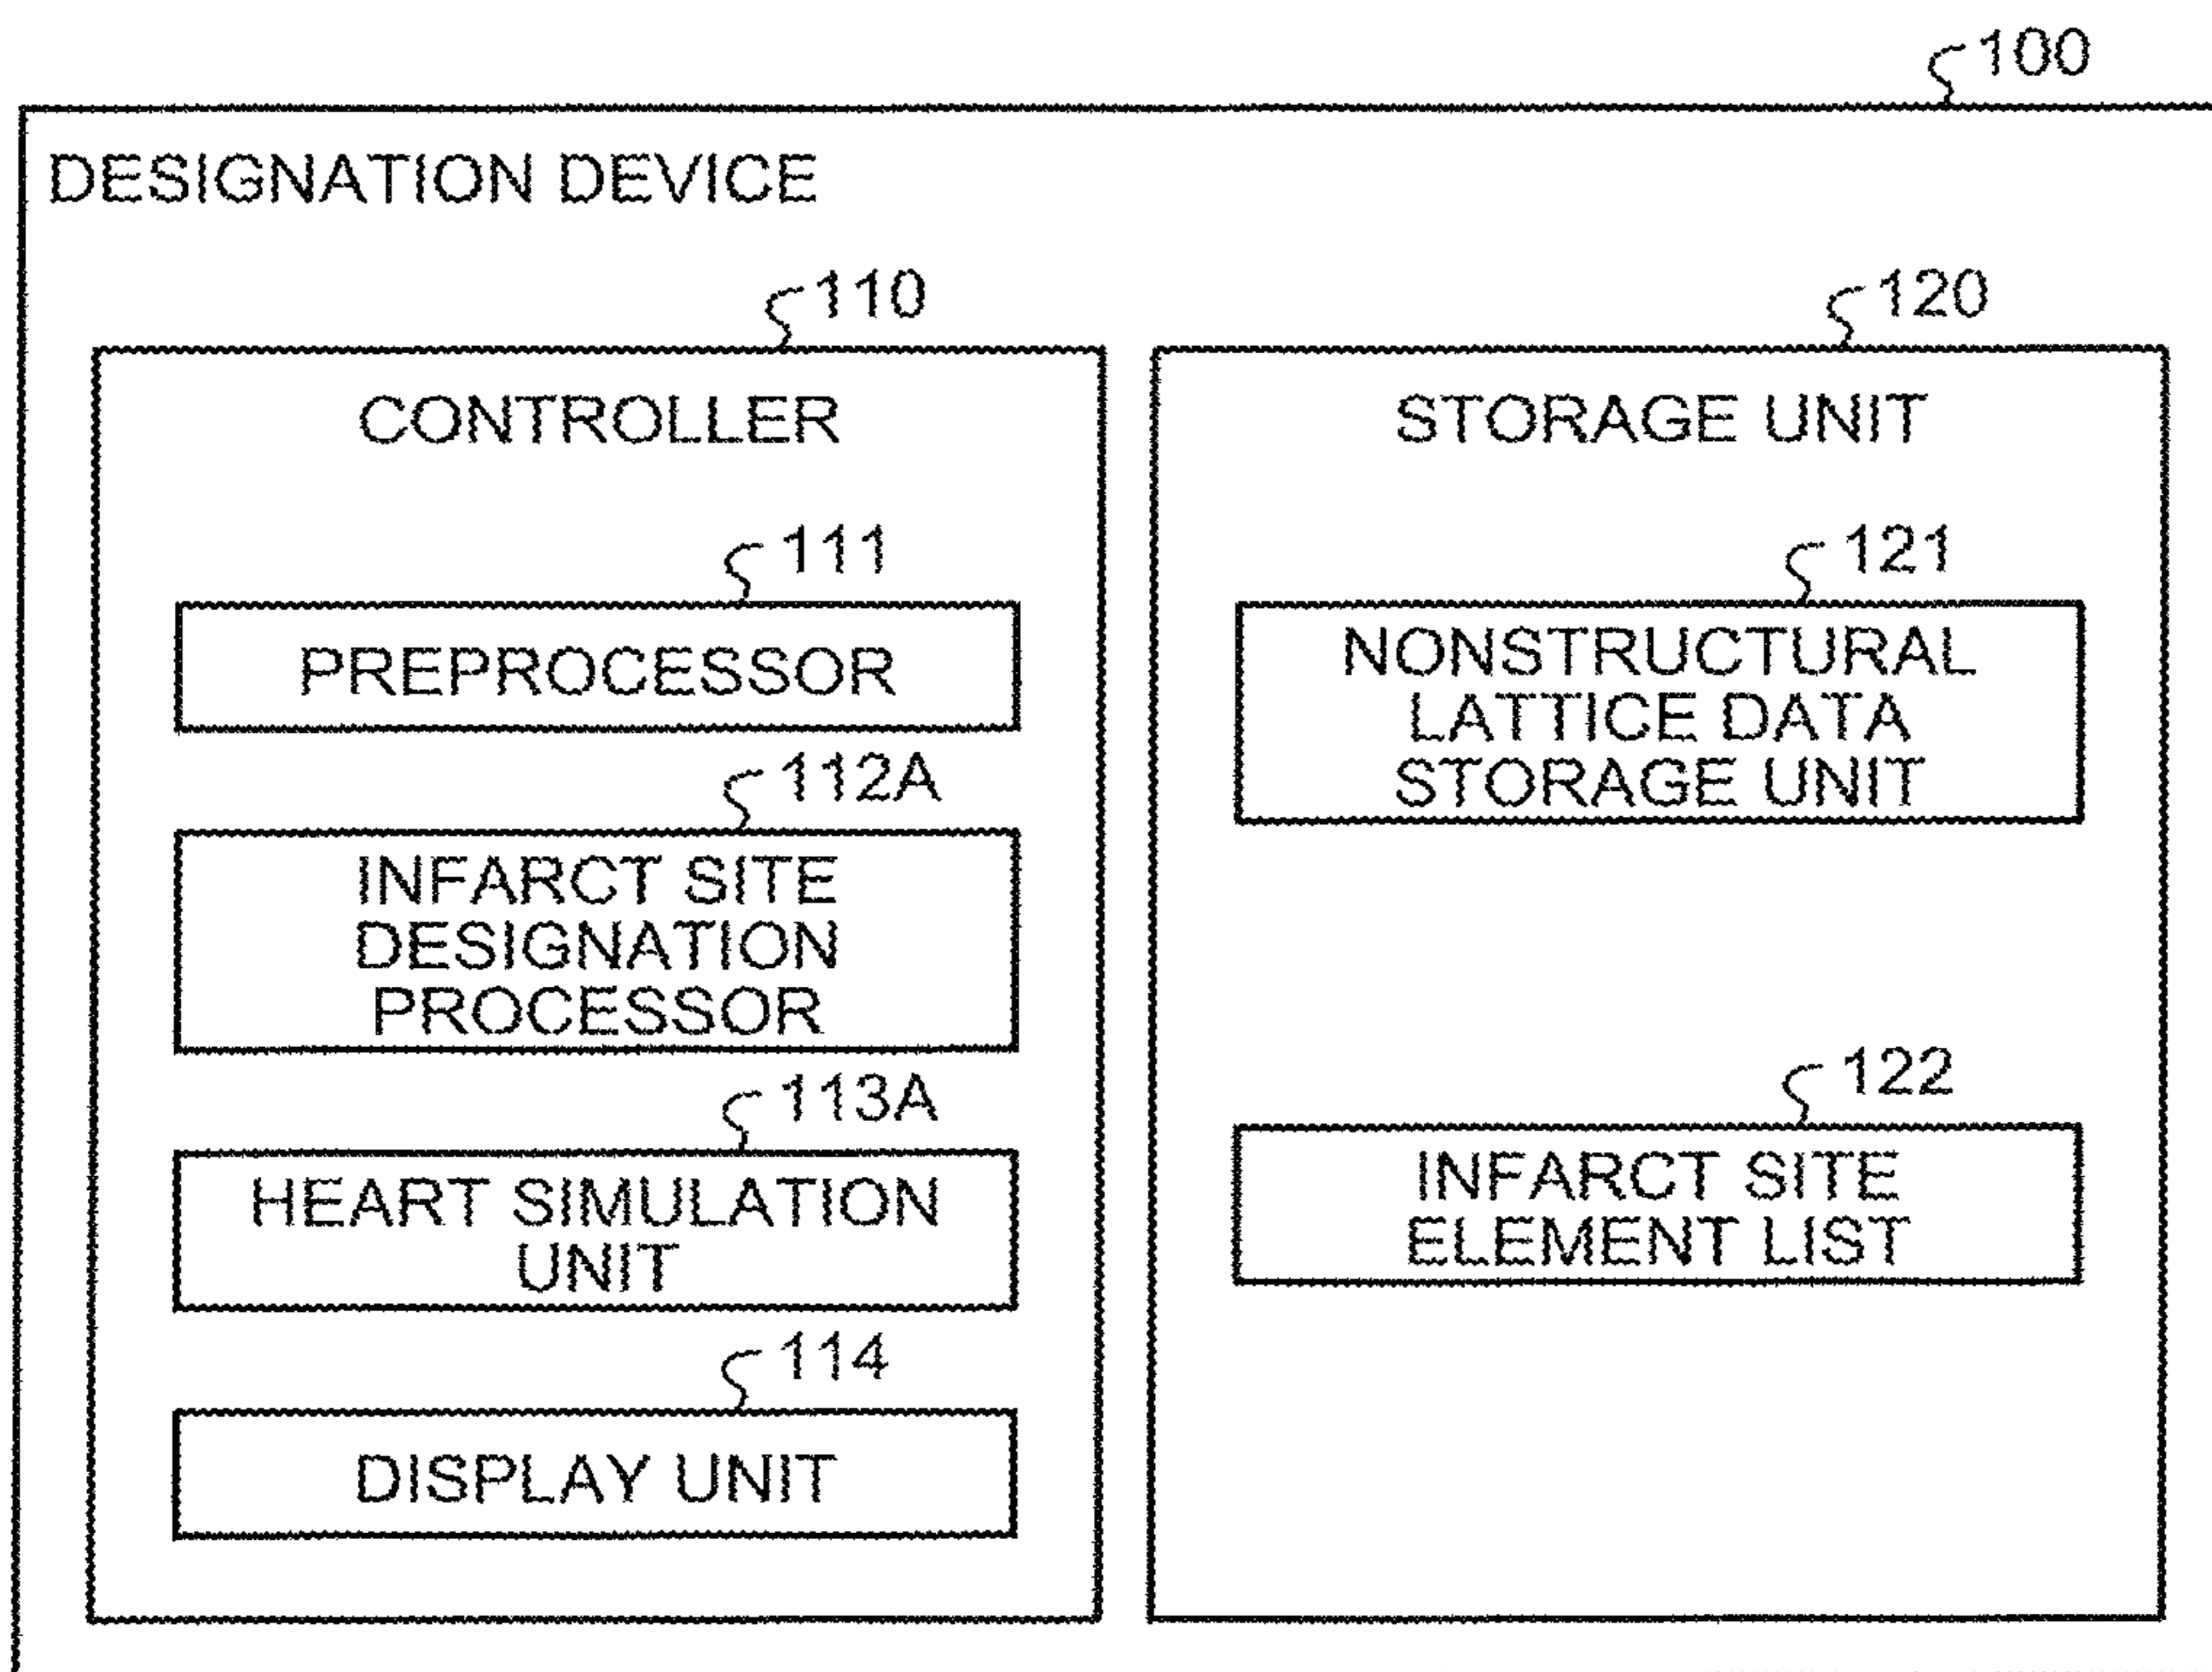 100
DESIGNATION DEVICE
110
CONTROLLER
111
PREPROCESSOR
112A
INFARCT SITE
DESIGNATION
PROCESSOR
113A
HEART SIMULATION
UNIT
114
DISPLAY UNIT
120
STORAGE UNIT
121
NONSTRUCTURAL
LATTICE DATA
STORAGE UNIT
122
INFARCT SITE
ELEMENT LIST